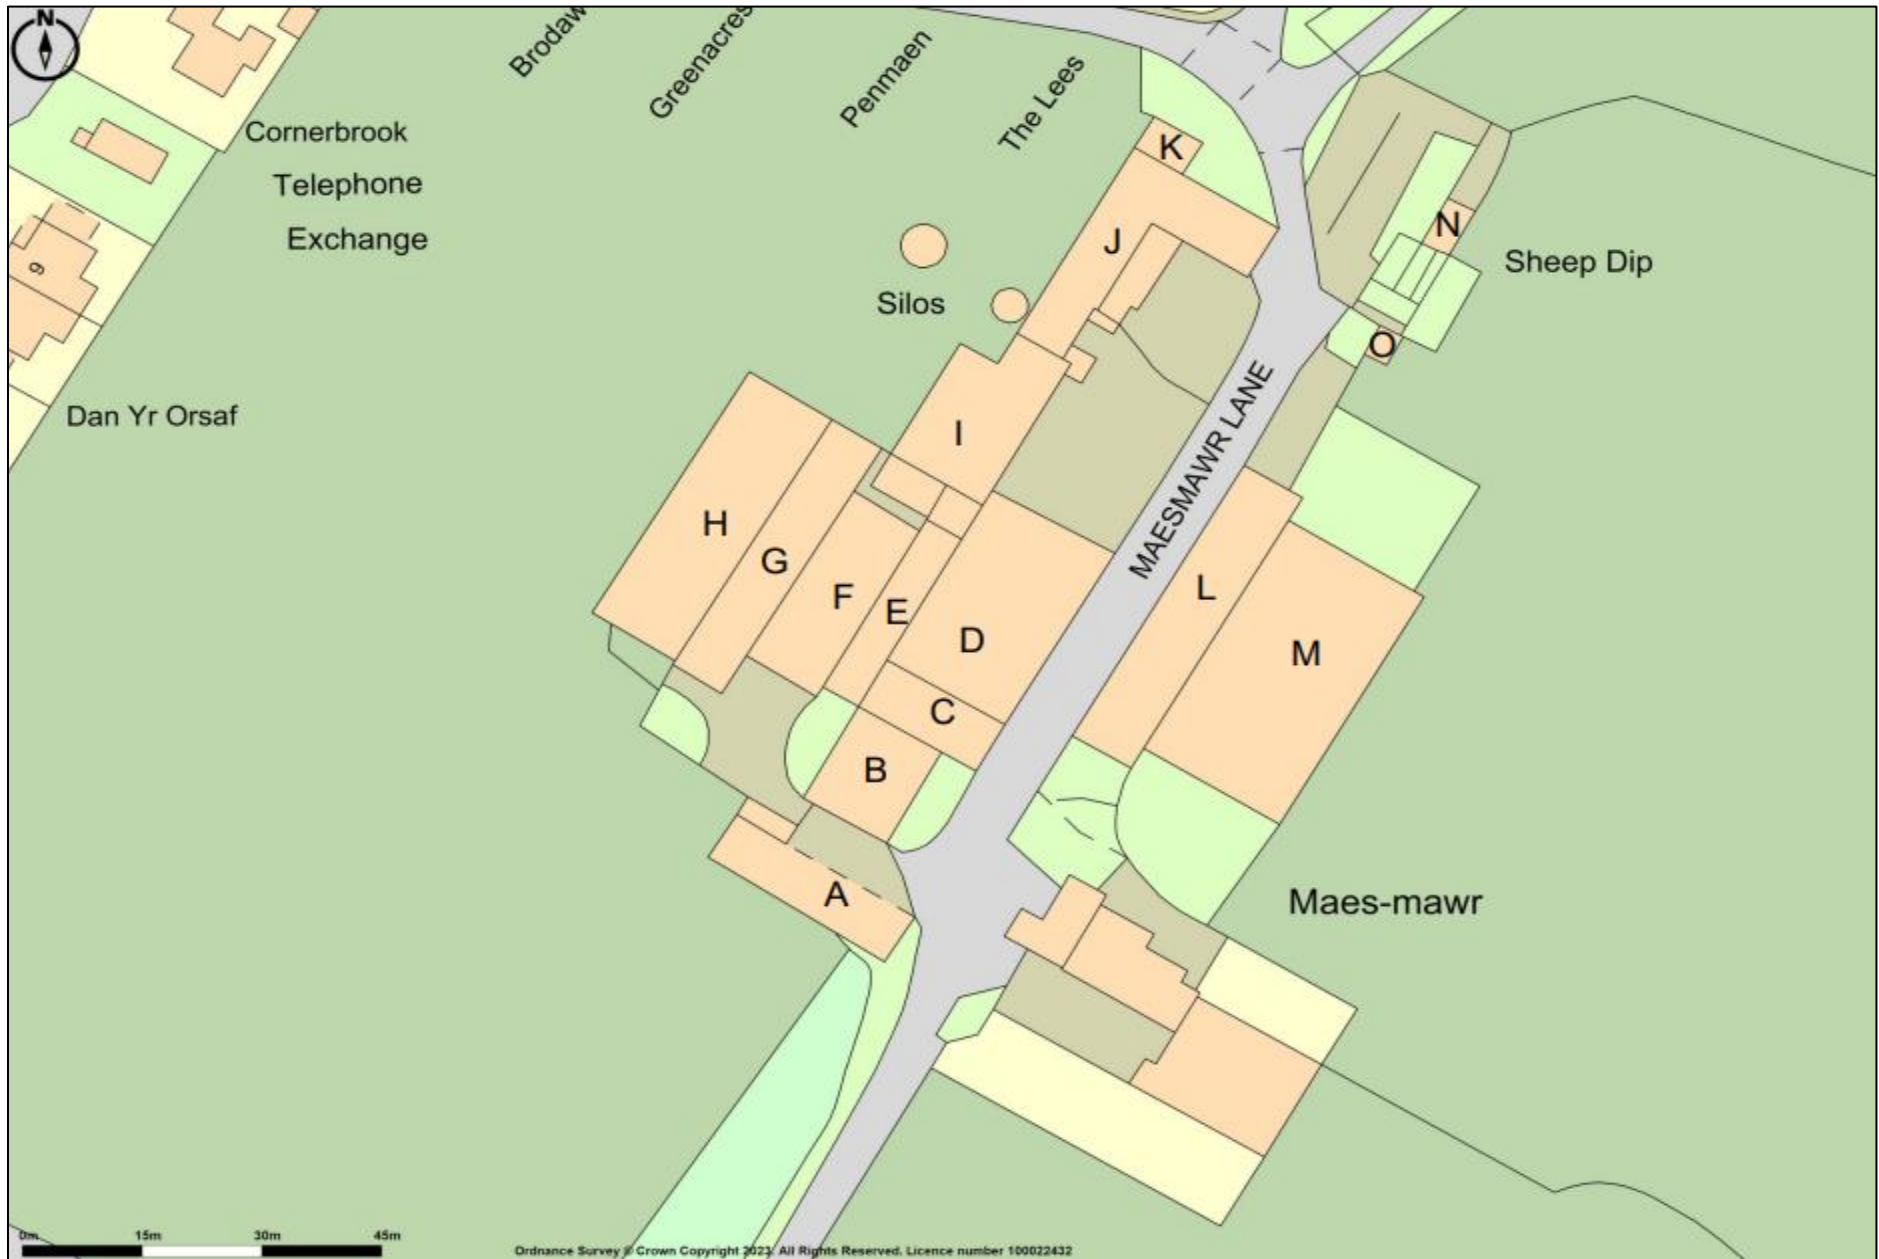 N
Brodaw
Greenacres
Penmaen
The Lees
Cornerbrook
Telephone
Exchange
K
J
N
Sheep Dip
9
Silos
O
Dan Yr Orsaf
MAESMAWR LANE
I
H
G
L
F
E
D
M
C
B
A
Maes-mawr
0m 15m 30m 45m
Ordnance Survey © Crown Copyright 2023. All Rights Reserved. Licence number 100022432